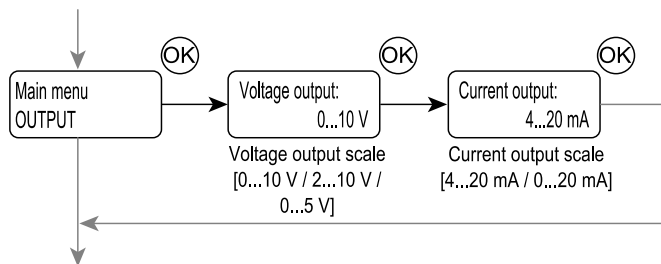 OK
OK
OK
Main menu
OUTPUT
Voltage output:
0...10 V
Current output:
4...20 mA
Voltage output scale
[0...10 V / 2...10 V /
0...5 V]
Current output scale
[4...20 mA / 0...20 mA]